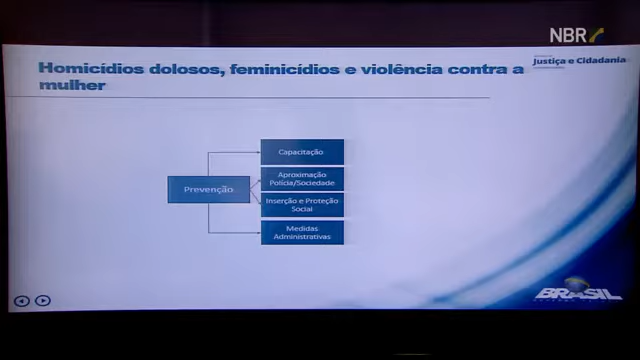 NBR
Homicídios dolosos, feminicídios e violência contra a
mulher
Justiça e Cidadania
Capacitação
Aproximação
Polícia/Sociedade
Prevenção
Inserção e Proteção
Social
Medidas
Administrativas
BRASIL